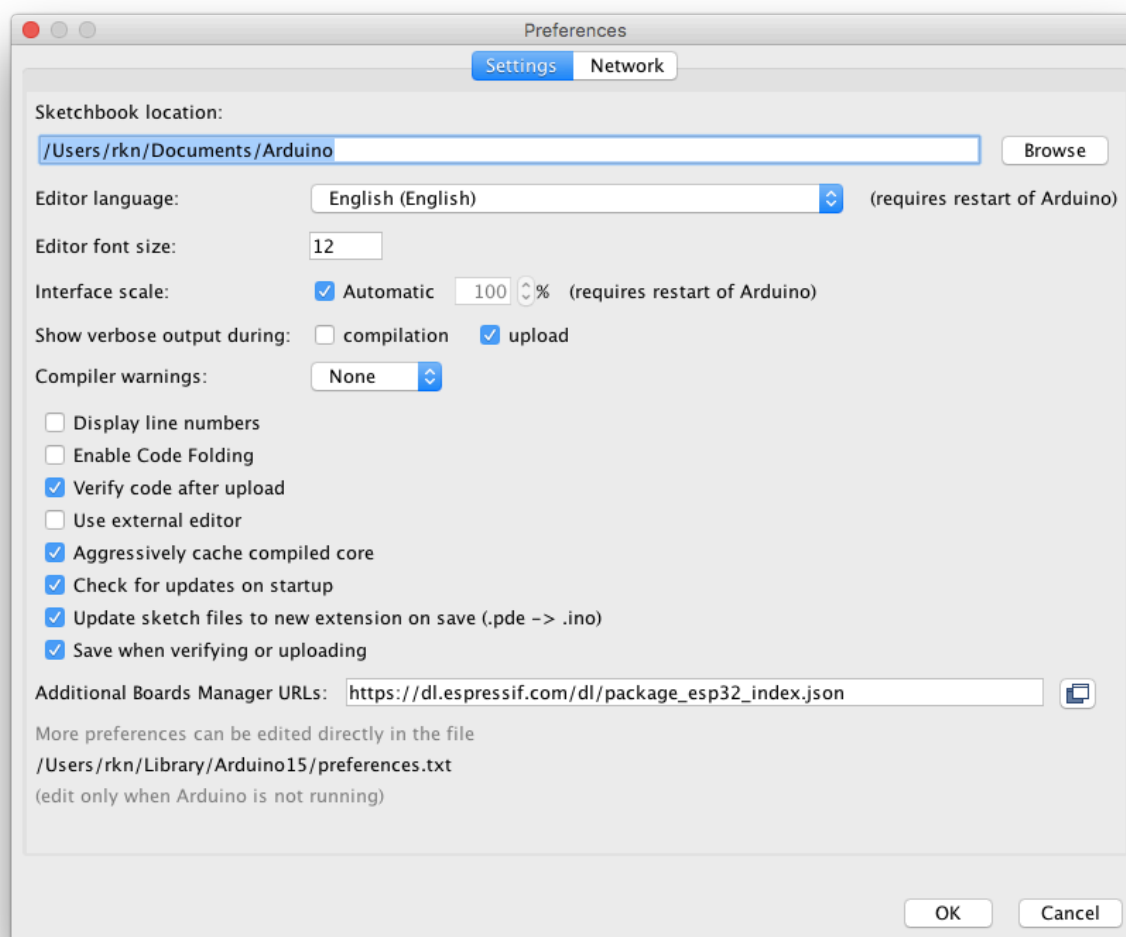 Preferences
Settings Network
Sketchbook location:
/Users/rkn/Documents/Arduino Browse
Editor language: English (English) (requires restart of Arduino)
Editor font size: 12
Interface scale: Automatic 100 % (requires restart of Arduino)
Show verbose output during: compilation upload
Compiler warnings: None
Display line numbers
Enable Code Folding
Verify code after upload
Use external editor
Aggressively cache compiled core
Check for updates on startup
Update sketch files to new extension on save (.pde -> .ino)
Save when verifying or uploading
Additional Boards Manager URLs: https://dl.espressif.com/dl/package_esp32_index.json
More preferences can be edited directly in the file
/Users/rkn/Library/Arduino15/preferences.txt
(edit only when Arduino is not running)
OK Cancel